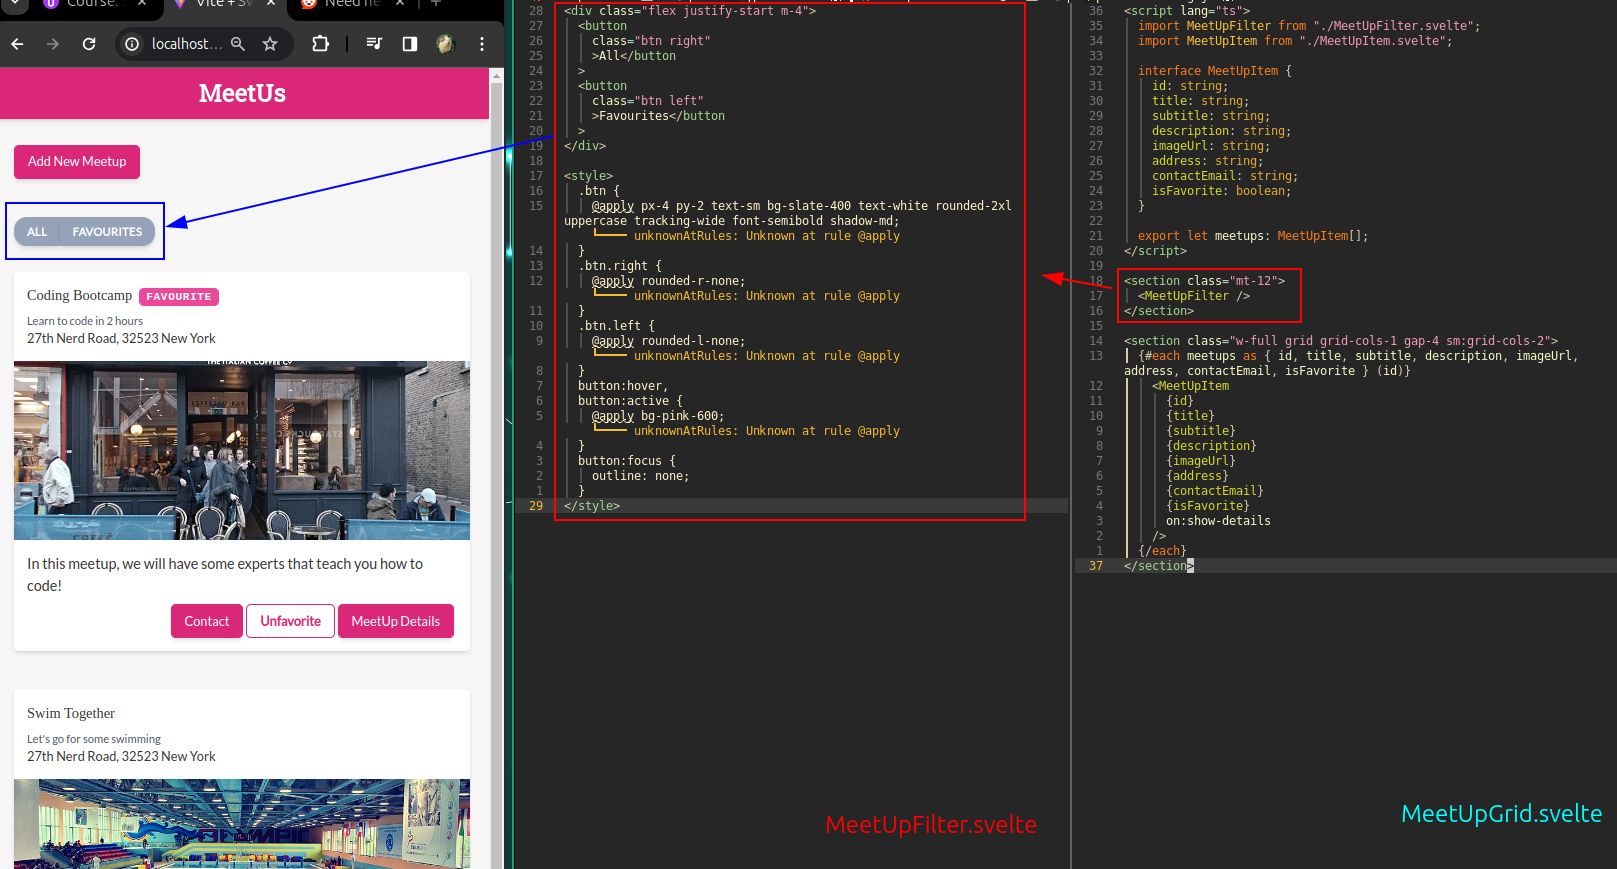 Course:
Vite + Sv
Need he
localhost...
MeetUs
Add New Meetup
ALL
FAVOURITES
Coding Bootcamp FAVOURITE
Learn to code in 2 hours
27th Nerd Road, 32523 New York
THE ITALIAN COFFEE Co
ESPRESSO BAR
In this meetup, we will have some experts that teach you how to
code!
Contact
Unfavorite
MeetUp Details
Swim Together
Let's go for some swimming
27th Nerd Road, 32523 New York
28 <div class="flex justify-start m-4">
27 <button
26 class="btn right"
25 >All</button
24 >
23 <button
22 class="btn left"
21 >Favourites</button
20 >
19 </div>
18
17 <style>
16 .btn {
15 @apply px-4 py-2 text-sm bg-slate-400 text-white rounded-2xl
uppercase tracking-wide font-semibold shadow-md;
unknownAtRules: Unknown at rule @apply
14 }
13 .btn.right {
12 @apply rounded-r-none;
unknownAtRules: Unknown at rule @apply
11 }
10 .btn.left {
9 @apply rounded-l-none;
unknownAtRules: Unknown at rule @apply
8 }
7 button:hover,
6 button:active {
5 @apply bg-pink-600;
unknownAtRules: Unknown at rule @apply
4 }
3 button:focus {
2 outline: none;
1 }
29 </style>
MeetUpFilter.svelte
36 <script lang="ts">
35 import MeetUpFilter from "./MeetUpFilter.svelte";
34 import MeetUpItem from "./MeetUpItem.svelte";
33
32 interface MeetUpItem {
31 id: string;
30 title: string;
29 subtitle: string;
28 description: string;
27 imageUrl: string;
26 address: string;
25 contactEmail: string;
24 isFavorite: boolean;
23 }
22
21 export let meetups: MeetUpItem[];
20 </script>
19
18 <section class="mt-12">
17 <MeetUpFilter />
16 </section>
15
14 <section class="w-full grid grid-cols-1 gap-4 sm:grid-cols-2">
13 {#each meetups as { id, title, subtitle, description, imageUrl,
address, contactEmail, isFavorite } (id)}
12 <MeetUpItem
11 {id}
10 {title}
9 {subtitle}
8 {description}
7 {imageUrl}
6 {address}
5 {contactEmail}
4 {isFavorite}
3 on:show-details
2 />
1 {/each}
37 </section>
MeetUpGrid.svelte